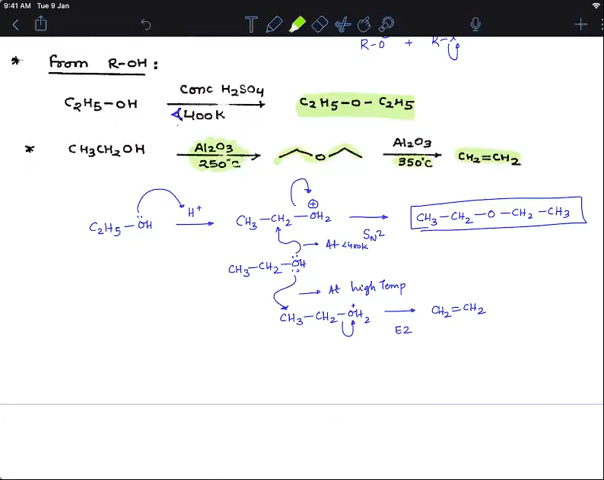 9:41 AM Tue 9 Jan
R-O⁻ + R-X
* From R-OH :
Conc H₂SO₄
C₂H₅-OH → C₂H₅-O-C₂H₅
<400K
Al₂O₃ Al₂O₃
* CH₃CH₂OH → O → CH₂=CH₂
250°C 350°C
C₂H₅-ÖH H⁺ → CH₃-CH₂-OH₂ ⊕ → CH₃-CH₂-O-CH₂-CH₃
SN2
At <400K
CH₃-CH₂-ÖH
At high Temp
CH₃-CH₂-OH₂ + → CH₂=CH₂
E2